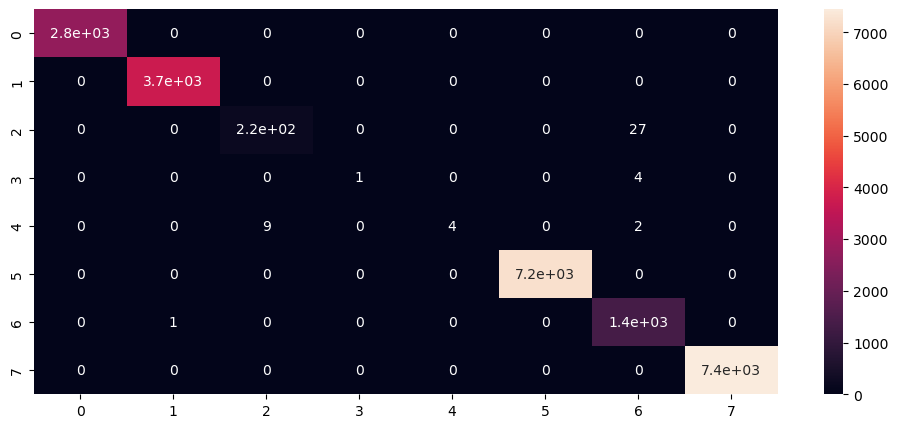 0 2.8e+03 0 0 0 0 0 0 0
1 0 3.7e+03 0 0 0 0 0 0
2 0 0 2.2e+02 0 0 0 27 0
3 0 0 0 1 0 0 4 0
4 0 0 9 0 4 0 2 0
5 0 0 0 0 0 7.2e+03 0 0
6 0 1 0 0 0 0 1.4e+03 0
7 0 0 0 0 0 0 0 7.4e+03
0 1 2 3 4 5 6 7
7000
6000
5000
4000
3000
2000
1000
0